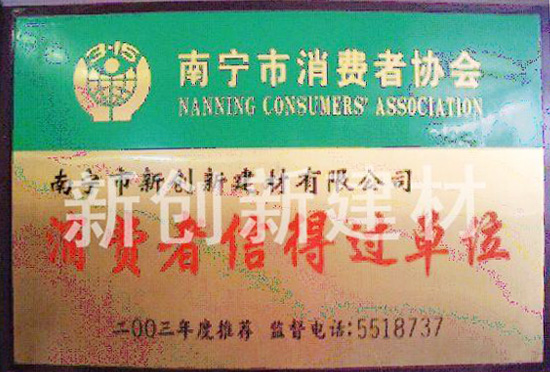 3·15
南宁市消费者协会
NANNING CONSUMERS' ASSOCIATION
南宁市新创新建材有限公司
新创新建材
消费者信得过单位
二00三年度推荐 监督电话:5518737